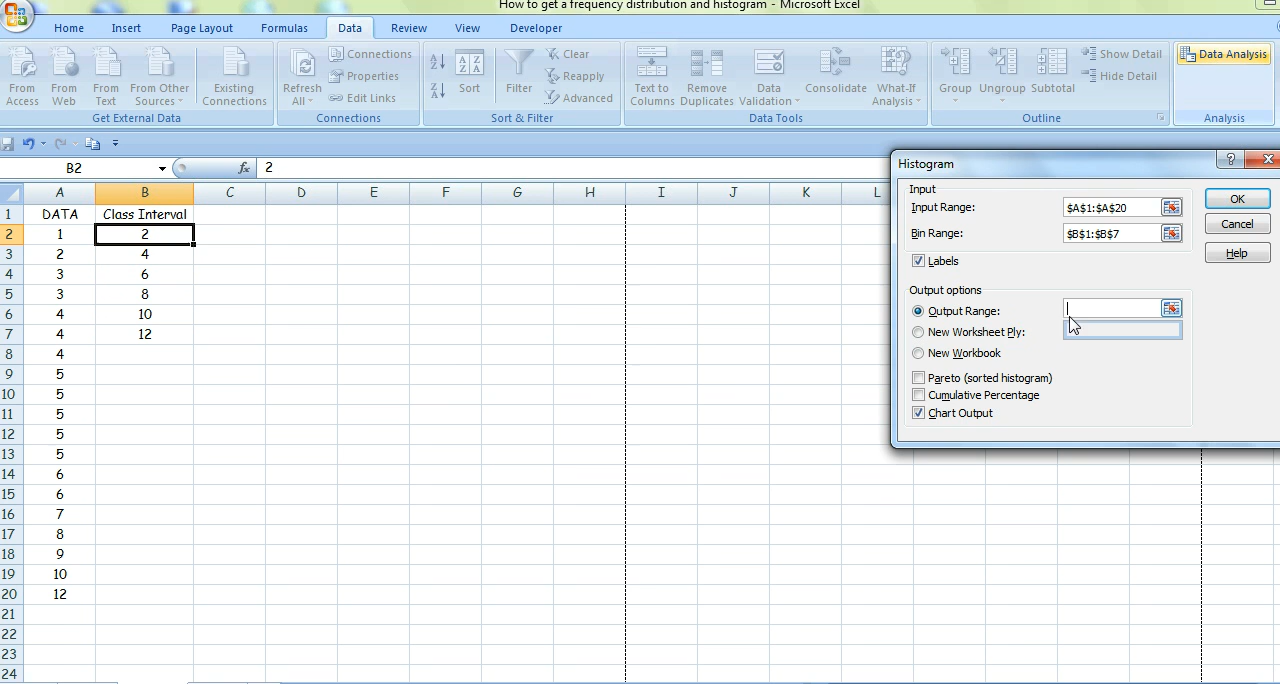 How to get a frequency distribution and histogram - Microsoft Excel
Home Insert Page Layout Formulas Data Review View Developer
From Access
From Web
From Text
From Other Sources
Existing Connections
Get External Data
Refresh All
Connections
Properties
Edit Links
Connections
Sort
Filter
Clear
Reapply
Advanced
Sort & Filter
Text to Columns
Remove Duplicates
Data Validation
Consolidate
What-If Analysis
Data Tools
Group
Ungroup
Subtotal
Show Detail
Hide Detail
Outline
Data Analysis
Analysis
B2 fx 2
A B C D E F G H I J K L
1 DATA Class Interval
2 1 2
3 2 4
4 3 6
5 3 8
6 4 10
7 4 12
8 4
9 5
10 5
11 5
12 5
13 5
14 6
15 6
16 7
17 8
18 9
19 10
20 12
21
22
23
24
Histogram
Input
Input Range: $A$1:$A$20
Bin Range: $B$1:$B$7
Labels
Output options
Output Range:
New Worksheet Ply:
New Workbook
Pareto (sorted histogram)
Cumulative Percentage
Chart Output
OK
Cancel
Help